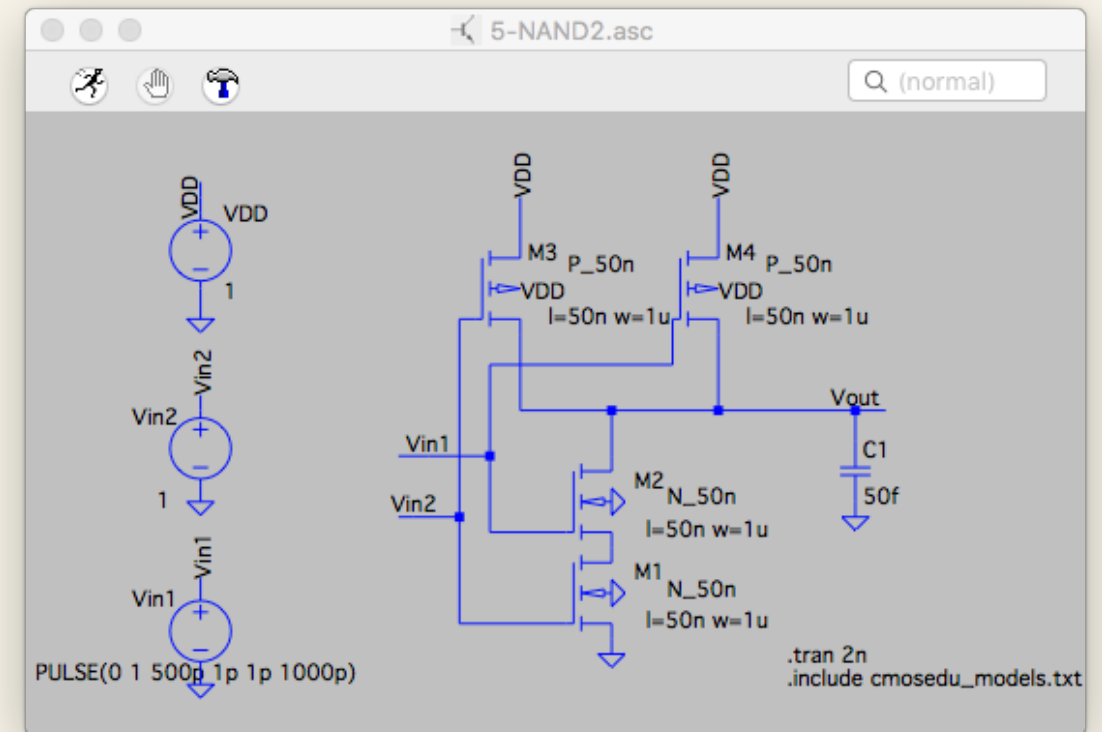 5-NAND2.asc
(normal)
VDD
VDD
1
Vin2
Vin2
1
Vin1
Vin1
PULSE(0 1 500p 1p 1p 1000p)
VDD
VDD
M3 P_50n
VDD
l=50n w=1u
M4 P_50n
VDD
l=50n w=1u
Vout
Vin1
Vin2
C1
50f
M2 N_50n
l=50n w=1u
M1 N_50n
l=50n w=1u
.tran 2n
.include cmosedu_models.txt